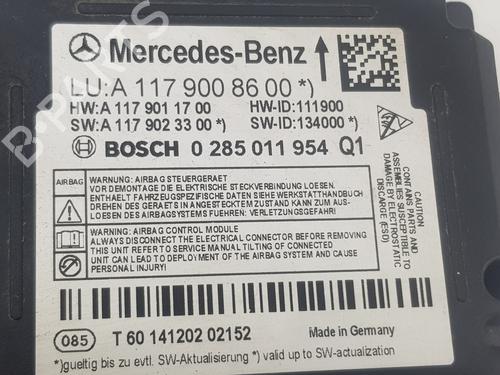 Mercedes-Benz
LU: A 117 900 86 00 *)
HW: A 117 901 17 00 HW-ID: 111900
SW: A 117 902 33 00 *) SW-ID: 134000 *)
BOSCH 0 285 011 954 Q1
AIRBAG
WARNUNG: AIRBAG STEUERGERAET
VOR DEMONTAGE DIE ELEKTRISCHE STECKVERBINDUNG LOESEN.
ENTHAELT FAHRZEUGSPEZIFISCHE DATEN, SIEHE WERKSTATTHANDBUCH
DREHEN DES GERAETS IN ANGESTECKTEM ZUSTAND KANN ZUM AUS-
LOESEN DES AIRBAGSYSTEMS FUEHREN: VERLETZUNGSGEFAHR!
WARNING: AIRBAG CONTROL MODULE
ALWAYS DISCONNECT THE ELECTRICAL CONNECTOR BEFORE REMOVING
THIS UNIT REFER TO SERVICE MANUAL TILTING OF CONNECTED
UNIT CAN LEAD TO DEPLOYMENT OF THE AIRBAG SYSTEM AND CAUSE
PERSONAL INJURY!
CAUTION
CONTAINS PARTS AND
ASSEMBLIES SUSCEPTIBLE TO
DAMAGE BY ELECTROSTATIC
DISCHARGE (ESD)
085 T 60 141202 02152 Made in Germany
*)gueltig bis zu evtl. SW-Aktualisierung / *) valid up to SW-actualization
B-PARTS